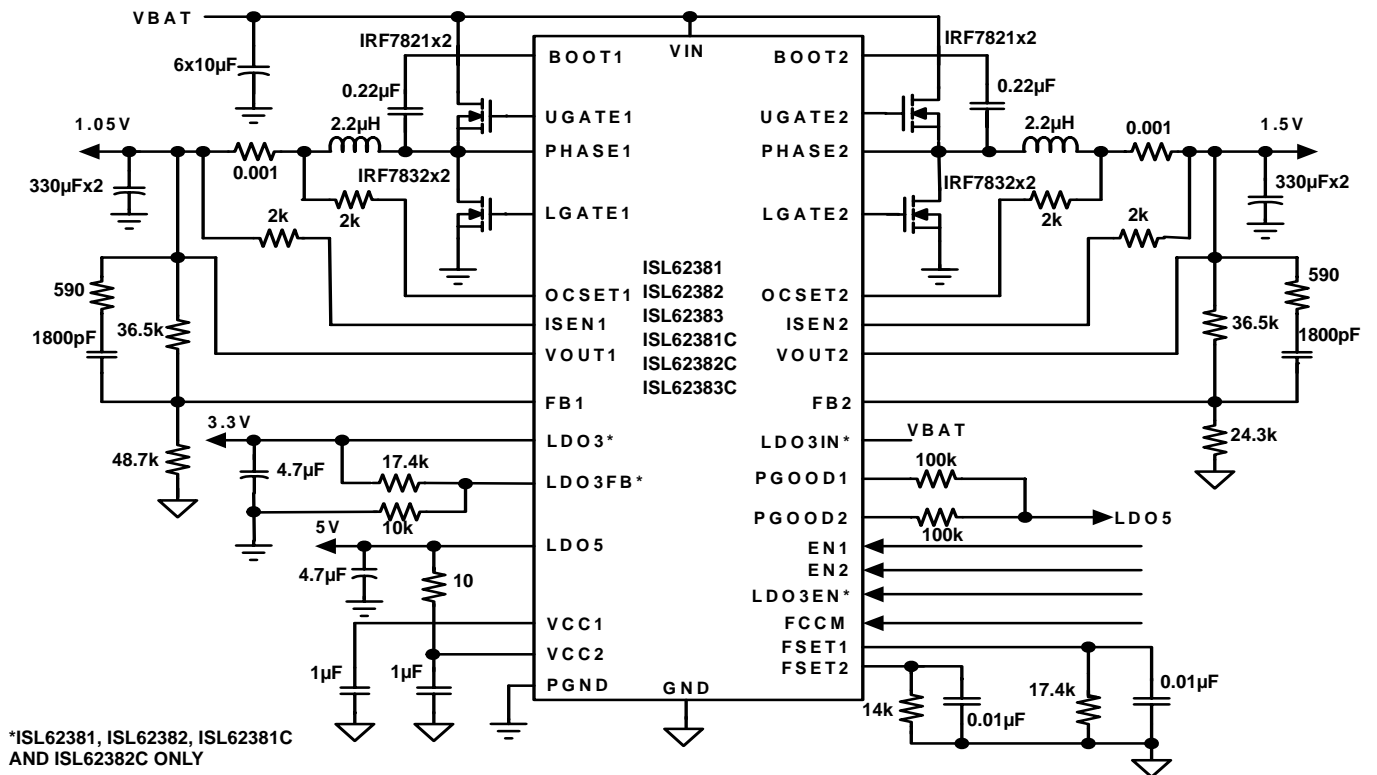 VBAT
6x10µF
IRF7821x2
0.22µF
2.2µH
1.05V
0.001
330µFx2
IRF7832x2
2k
2k
590
1800pF
36.5k
48.7k
3.3V
4.7µF
17.4k
10k
5V
4.7µF
10
1µF
1µF
VIN
BOOT1
UGATE1
PHASE1
LGATE1
OCSET1
ISEN1
VOUT1
FB1
LDO3*
LDO3FB*
LDO5
VCC1
VCC2
PGND
GND
ISL62381
ISL62382
ISL62383
ISL62381C
ISL62382C
ISL62383C
BOOT2
UGATE2
PHASE2
LGATE2
OCSET2
ISEN2
VOUT2
FB2
LDO3IN*
PGOOD1
PGOOD2
EN1
EN2
LDO3EN*
FCCM
FSET1
FSET2
IRF7821x2
0.22µF
2.2µH
0.001
1.5V
IRF7832x2
2k
2k
330µFx2
590
36.5k
1800pF
24.3k
VBAT
100k
100k
LDO5
14k
0.01µF
17.4k
0.01µF
*ISL62381, ISL62382, ISL62381C
AND ISL62382C ONLY